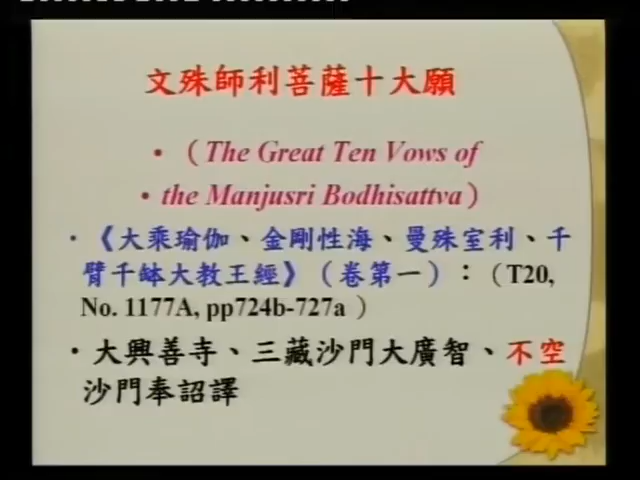 文殊師利菩薩十大願
•（The Great Ten Vows of
• the Manjusri Bodhisattva）
•《大乘瑜伽、金剛性海、曼殊室利、千
臂千缽大教王經》（卷第一）：（T20,
No. 1177A, pp724b-727a ）
•大興善寺、三藏沙門大廣智、不空
沙門奉詔譯